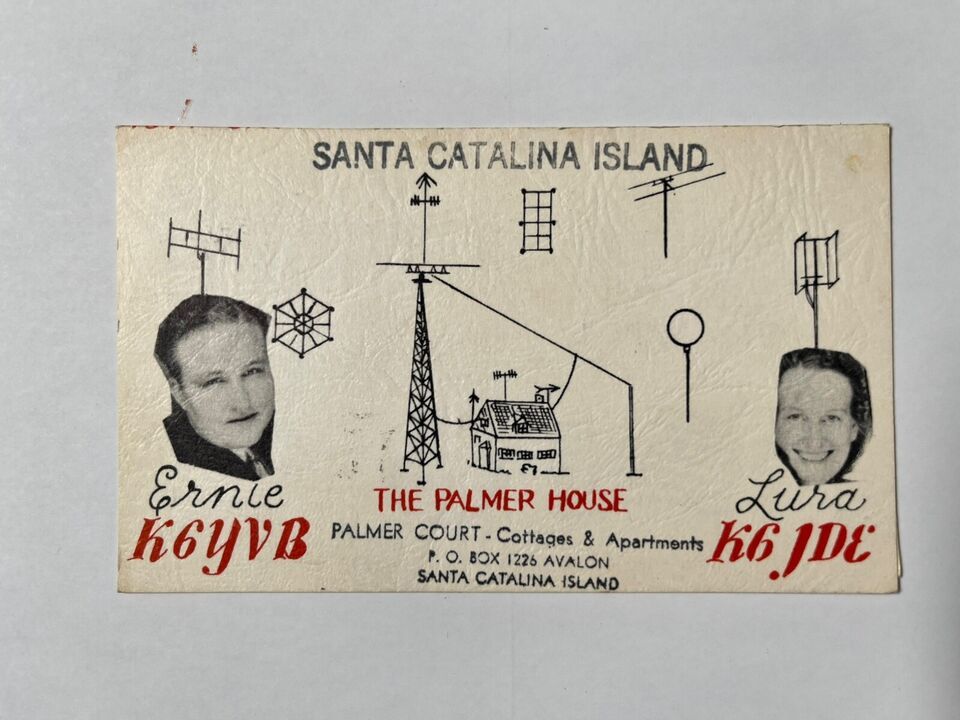 SANTA CATALINA ISLAND
Ernie
K6YVB
THE PALMER HOUSE
PALMER COURT - Cottages & Apartments
P. O. BOX 1226 AVALON
SANTA CATALINA ISLAND
Lura
K6JDE